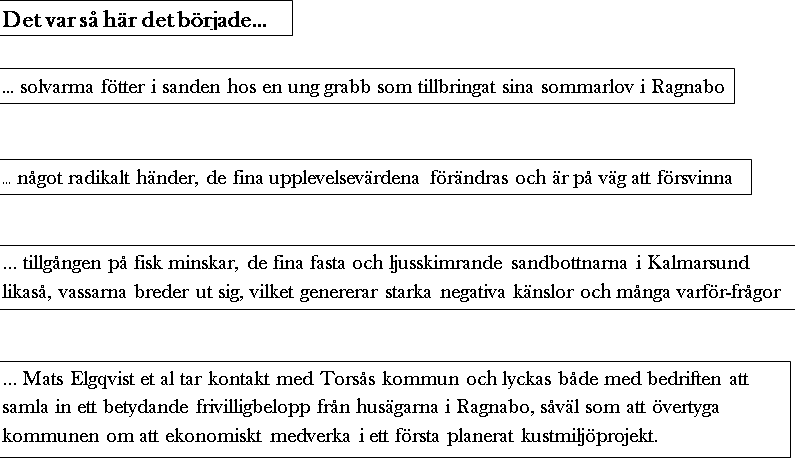 Det var så här det började...
... solvarma fötter i sanden hos en ung grabb som tillbringat sina sommarlov i Ragnabo
... något radikalt händer, de fina upplevelsevärdena förändras och är på väg att försvinna
... tillgången på fisk minskar, de fina fasta och ljusskimrande sandbottnarna i Kalmarsund
likaså, vassarna breder ut sig, vilket genererar starka negativa känslor och många varför-frågor
... Mats Elgqvist et al tar kontakt med Torsås kommun och lyckas både med bedriften att
samla in ett betydande frivilligbelopp från husägarna i Ragnabo, såväl som att övertyga
kommunen om att ekonomiskt medverka i ett första planerat kustmiljöprojekt.